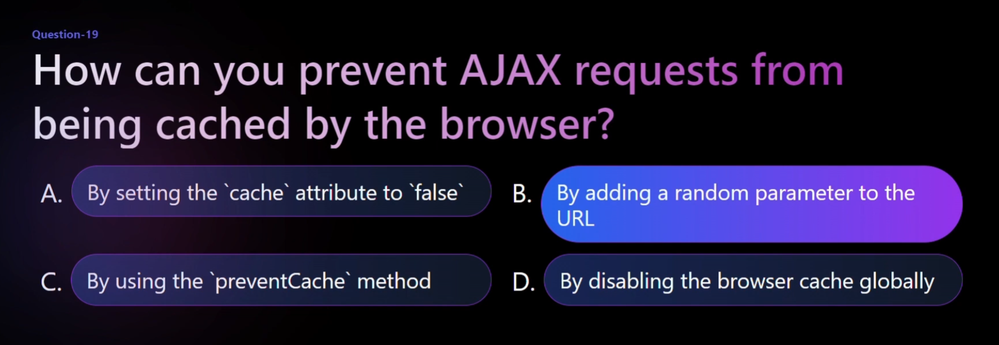 Question-19
How can you prevent AJAX requests from
being cached by the browser?
A. By setting the `cache` attribute to `false`
B. By adding a random parameter to the
URL
C. By using the `preventCache` method
D. By disabling the browser cache globally